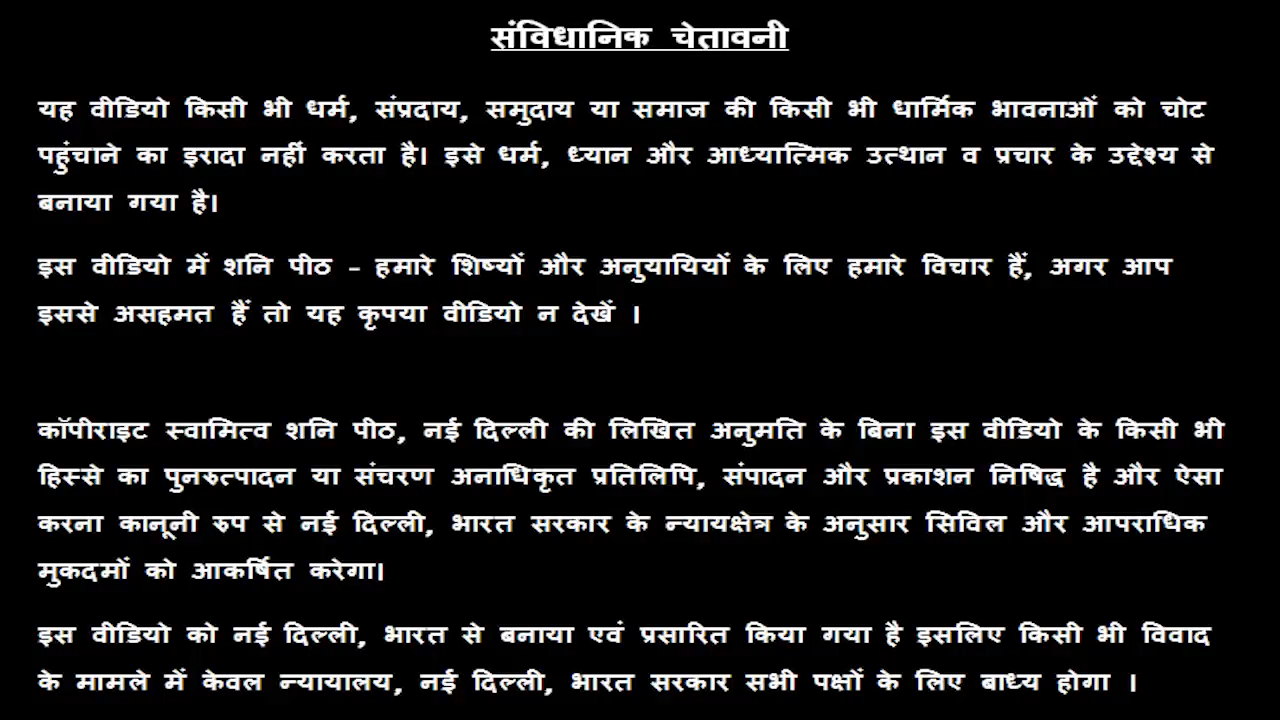 संविधानिक चेतावनी
यह वीडियो किसी भी धर्म, संप्रदाय, समुदाय या समाज की किसी भी धार्मिक भावनाओं को चोट
पहुंचाने का इरादा नहीं करता है। इसे धर्म, ध्यान और आध्यात्मिक उत्थान व प्रचार के उद्देश्य से
बनाया गया है।
इस वीडियो में शनि पीठ – हमारे शिष्यों और अनुयायियों के लिए हमारे विचार हैं, अगर आप
इससे असहमत हैं तो यह कृपया वीडियो न देखें ।
कॉपीराइट स्वामित्व शनि पीठ, नई दिल्ली की लिखित अनुमति के बिना इस वीडियो के किसी भी
हिस्से का पुनरुत्पादन या संचरण अनाधिकृत प्रतिलिपि, संपादन और प्रकाशन निषिद्ध है और ऐसा
करना कानूनी रुप से नई दिल्ली, भारत सरकार के न्यायक्षेत्र के अनुसार सिविल और आपराधिक
मुकदमों को आकर्षित करेगा।
इस वीडियो को नई दिल्ली, भारत से बनाया एवं प्रसारित किया गया है इसलिए किसी भी विवाद
के मामले में केवल न्यायालय, नई दिल्ली, भारत सरकार सभी पक्षों के लिए बाध्य होगा ।